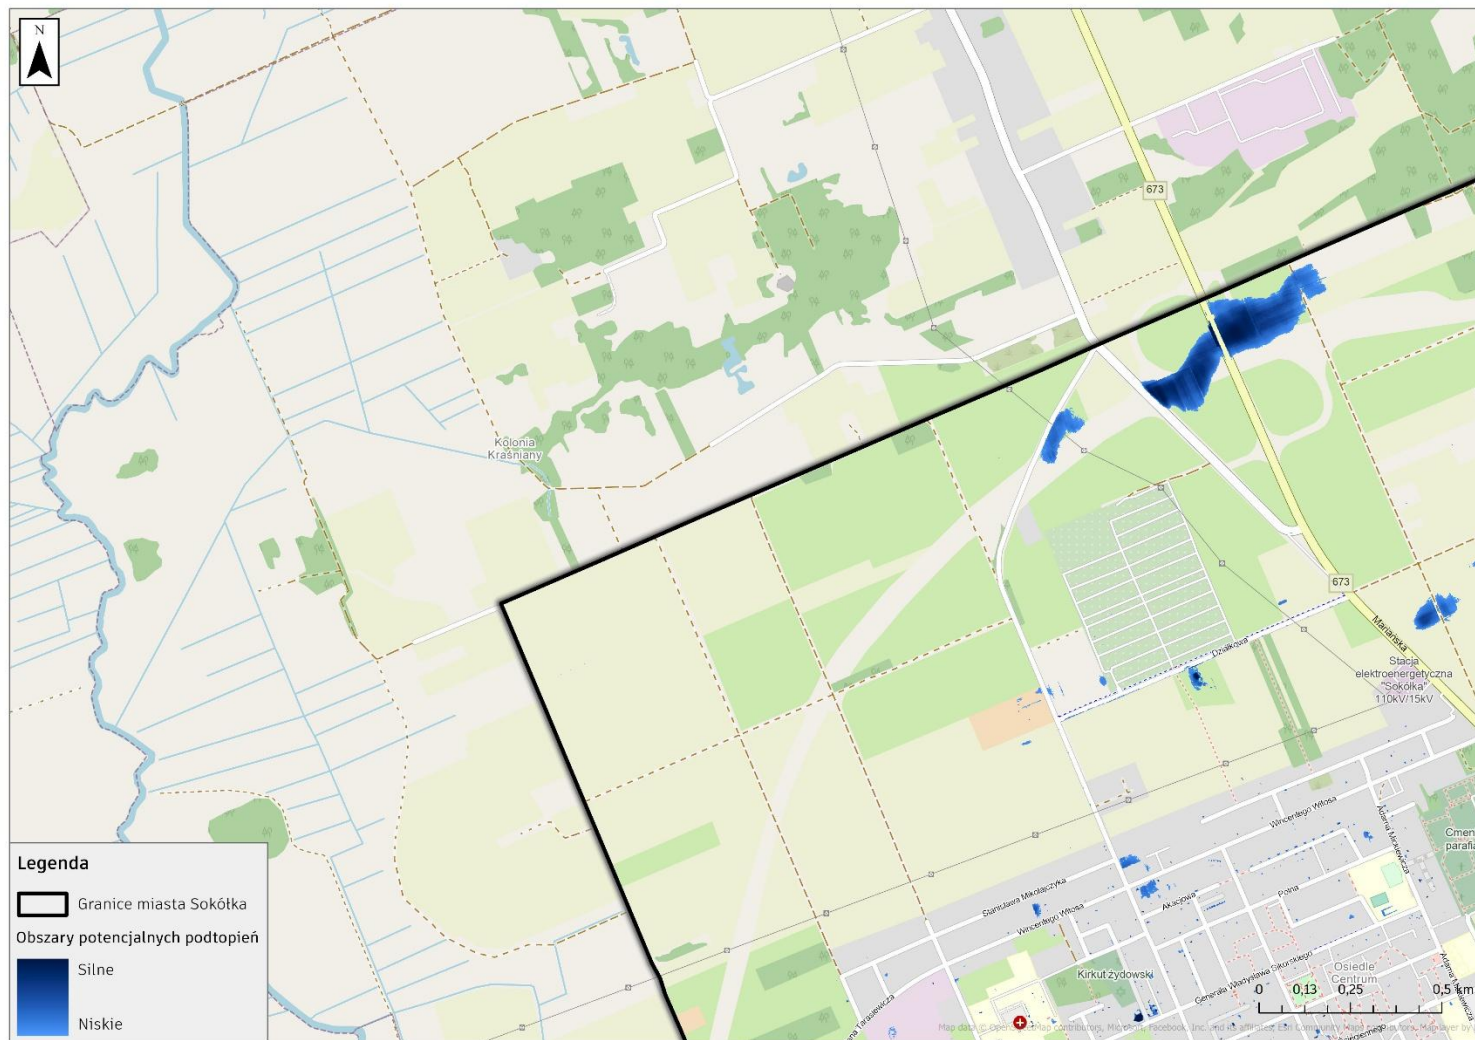 N
673
Kolonia
Kraśniany
673
Mariańska
"Działkowa"
Stacja
elektroenergetyczna
"Sokółka"
110kV/15kV
Wincentego Witosa
Adama Mickiewicza
Cmen
parafia
Stanisława Mikołajczyka
Wincentego Witosa
Akacjowa
Polna
Kirkut żydowski
Generała Władysława Sikorskiego
Osiedle
Centrum
0 0,13 0,25 0,5 km
Legenda
Granice miasta Sokółka
Obszary potencjalnych podtopień
Silne
Niskie